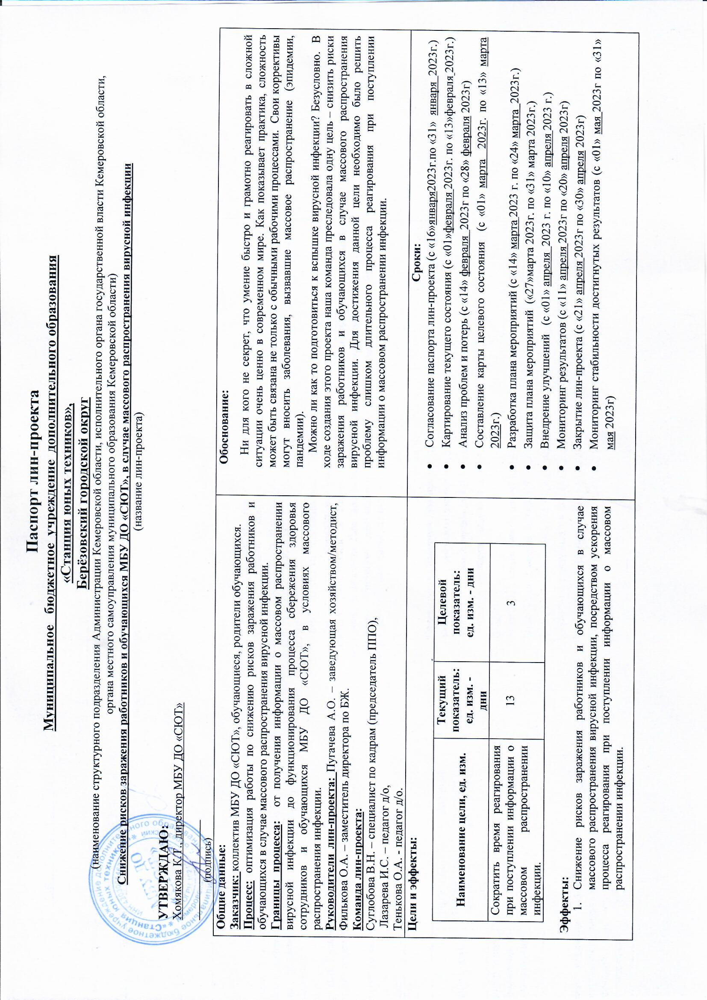 Паспорт лин-проекта
Муниципальное бюджетное учреждение дополнительного образования
«Станция юных техников»,
Берёзовский городской округ
(наименование структурного подразделения Администрации Кемеровской области, исполнительного органа государственной власти Кемеровской области,
органа местного самоуправления муниципального образования Кемеровской области)
Снижение рисков заражения работников и обучающихся МБУ ДО «СЮТ», в случае массового распространения вирусной инфекции
(название лин-проекта)
УТВЕРЖДАЮ:
Хомякова К.Г., директор МБУ ДО «СЮТ»
(подпись)
Общие данные:
Заказчик: коллектив МБУ ДО «СЮТ», обучающиеся, родители обучающихся.
Процесс: оптимизация работы по снижению рисков заражения работников и
обучающихся в случае массового распространения вирусной инфекции.
Границы процесса: от получения информации о массовом распространении
вирусной инфекции до функционирования процесса сбережения здоровья
сотрудников и обучающихся МБУ ДО «СЮТ», в условиях массового
распространения инфекции.
Руководители лин-проекта: Пугачева А.О. – заведующая хозяйством/методист,
Филькова О.А. – заместитель директора по БЖ.
Команда лин-проекта:
Суглобова В.Н. – специалист по кадрам (председатель ППО),
Лазарева И.С. – педагог д/о,
Тенькова О.А. - педагог д/о.
Обоснование:
Ни для кого не секрет, что умение быстро и грамотно реагировать в сложной
ситуации очень ценно в современном мире. Как показывает практика, сложность
может быть связана не только с обычными рабочими процессами. Свои коррективы
могут вносить заболевания, вызвавшие массовое распространение (эпидемии,
пандемии).
Можно ли как то подготовиться к вспышке вирусной инфекции? Безусловно. В
ходе создания этого проекта наша команда преследовала одну цель – снизить риски
заражения работников и обучающихся в случае массового распространения
вирусной инфекции. Для достижения данной цели необходимо было решить
проблему слишком длительного процесса реагирования при поступлении
информации о массовом распространении инфекции.
Цели и эффекты:
Наименование цели, ед. изм.
Текущий
показатель:
ед. изм. -
дни
Целевой
показатель:
ед. изм. - дни
Сократить время реагирования
при поступлении информации о
массовом распространении
инфекции.
13
3
Эффекты:
1. Снижение рисков заражения работников и обучающихся в случае
массового распространения вирусной инфекции, посредством ускорения
процесса реагирования при поступлении информации о массовом
распространении инфекции.
Сроки:
• Согласование паспорта лин-проекта (с «16»января2023г.по «31» января 2023г.)
• Картирование текущего состояния (с «01»февраля 2023г. по «13»февраля 2023г.)
• Анализ проблем и потерь (с «14» февраля 2023г по «28» февраля 2023г)
• Составление карты целевого состояния (с «01» марта 2023г. по «13» марта
2023г.)
• Разработка плана мероприятий (с «14» марта 2023 г. по «24» марта 2023г.)
• Защита плана мероприятий («27»марта 2023г. по «31» марта 2023г.)
• Внедрение улучшений (с «01» апреля 2023 г. по «10» апреля 2023 г.)
• Мониторинг результатов (с «11» апреля 2023г по «20» апреля 2023г)
• Закрытие лин-проекта (с «21» апреля 2023г по «30» апреля 2023г)
• Мониторинг стабильности достигнутых результатов (с «01» мая 2023г по «31»
мая 2023г)